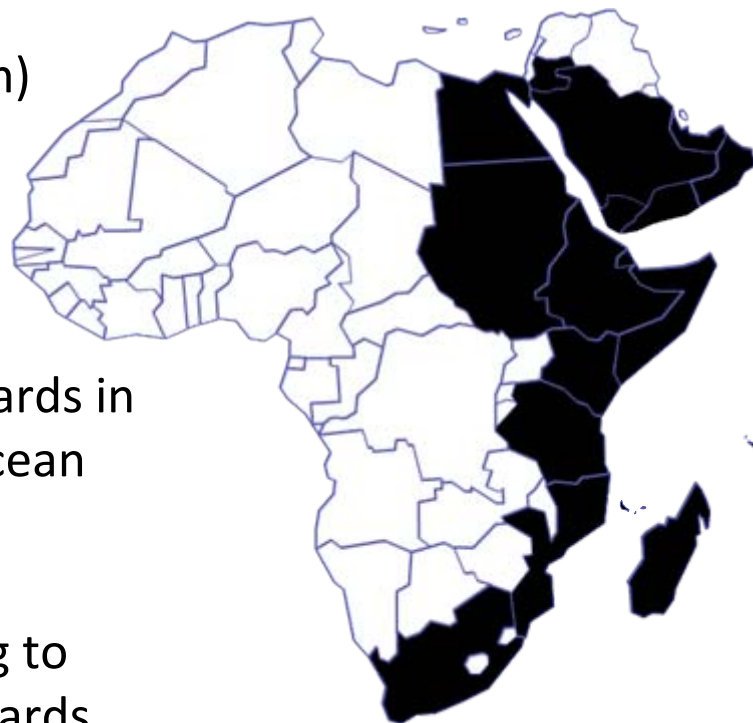 n)
ards in
cean
g to
ards